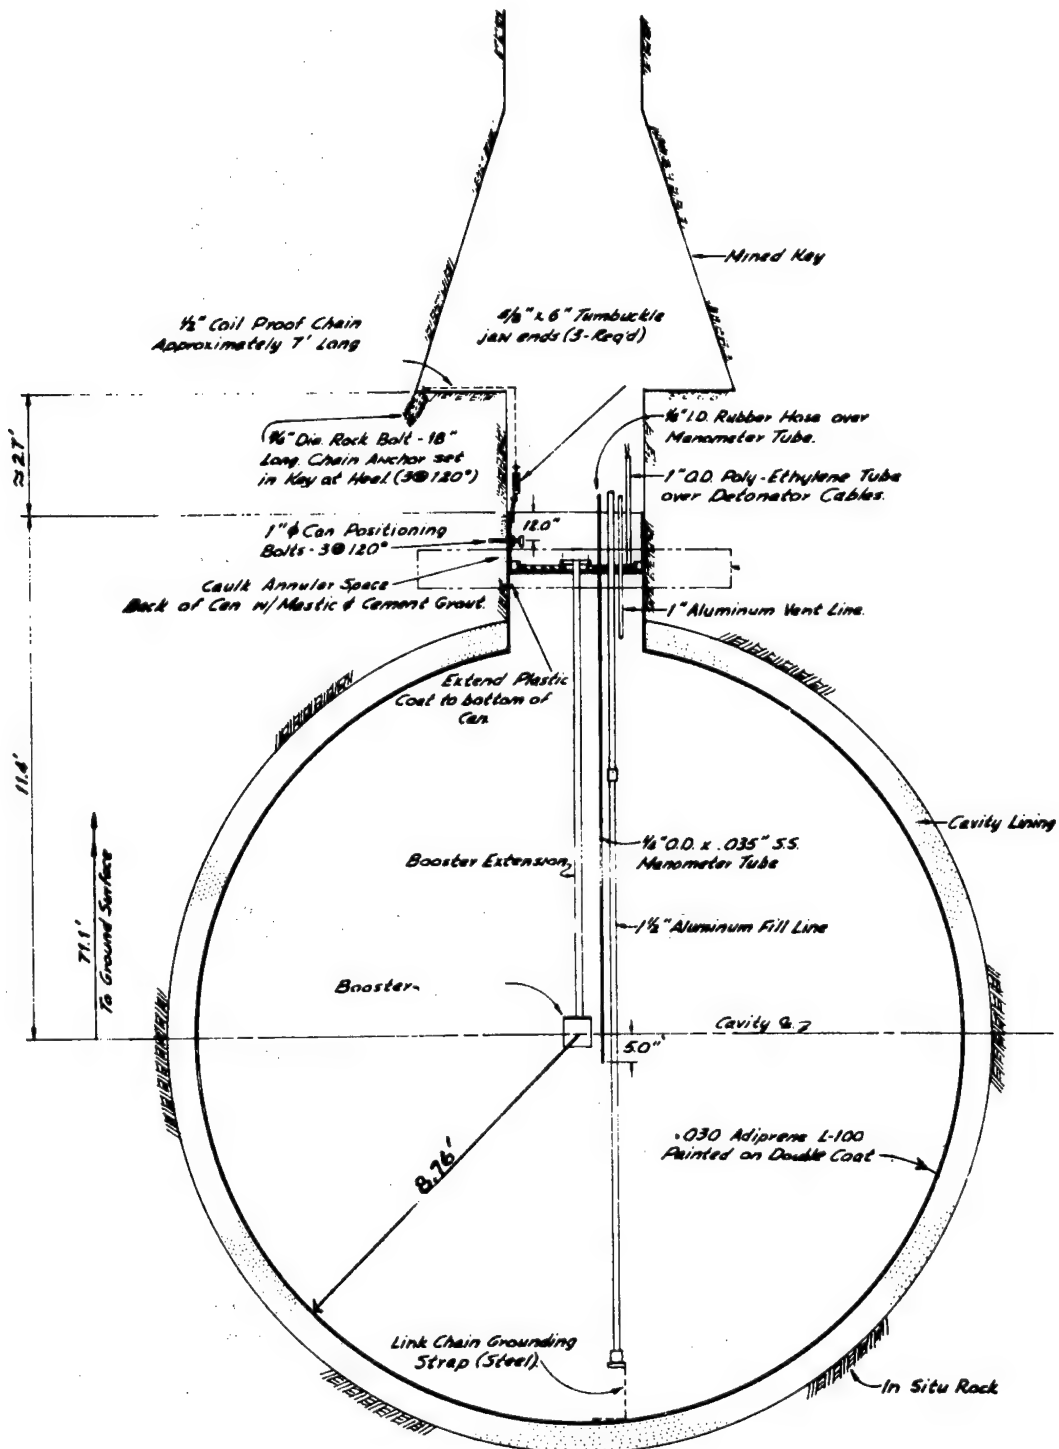 Mined Key
1/2" Coil Proof Chain
Approximately 7' Long
5/8" x 6" Turnbuckle
jaw ends (3-Req'd)
Dia. Rock Bolt - 18"
Long. Chain Anchor set
in Key at Heel. (3@120°)
I.D. Rubber Hose over
Manometer Tube.
≈2.7'
1" O.D. Poly-Ethylene Tube
over Detonator Cables.
12.0"
1" ϕ Can Positioning
Bolts - 3@120°
Caulk Annular Space
Back of Can w/Mastic & Cement Grout.
1" Aluminum Vent Line.
Extend Plastic
Coat to bottom of
Can.
11.4'
Cavity Lining
1/4" O.D. x .035" S.S.
Manometer Tube
Booster Extension
1 1/2" Aluminum Fill Line
71.1'
To Ground Surface
Booster
Cavity ℄
5.0"
.030 Adiprene L-100
Painted on Double Coat
8.76'
Link Chain Grounding
Strap (Steel)
In Situ Rock